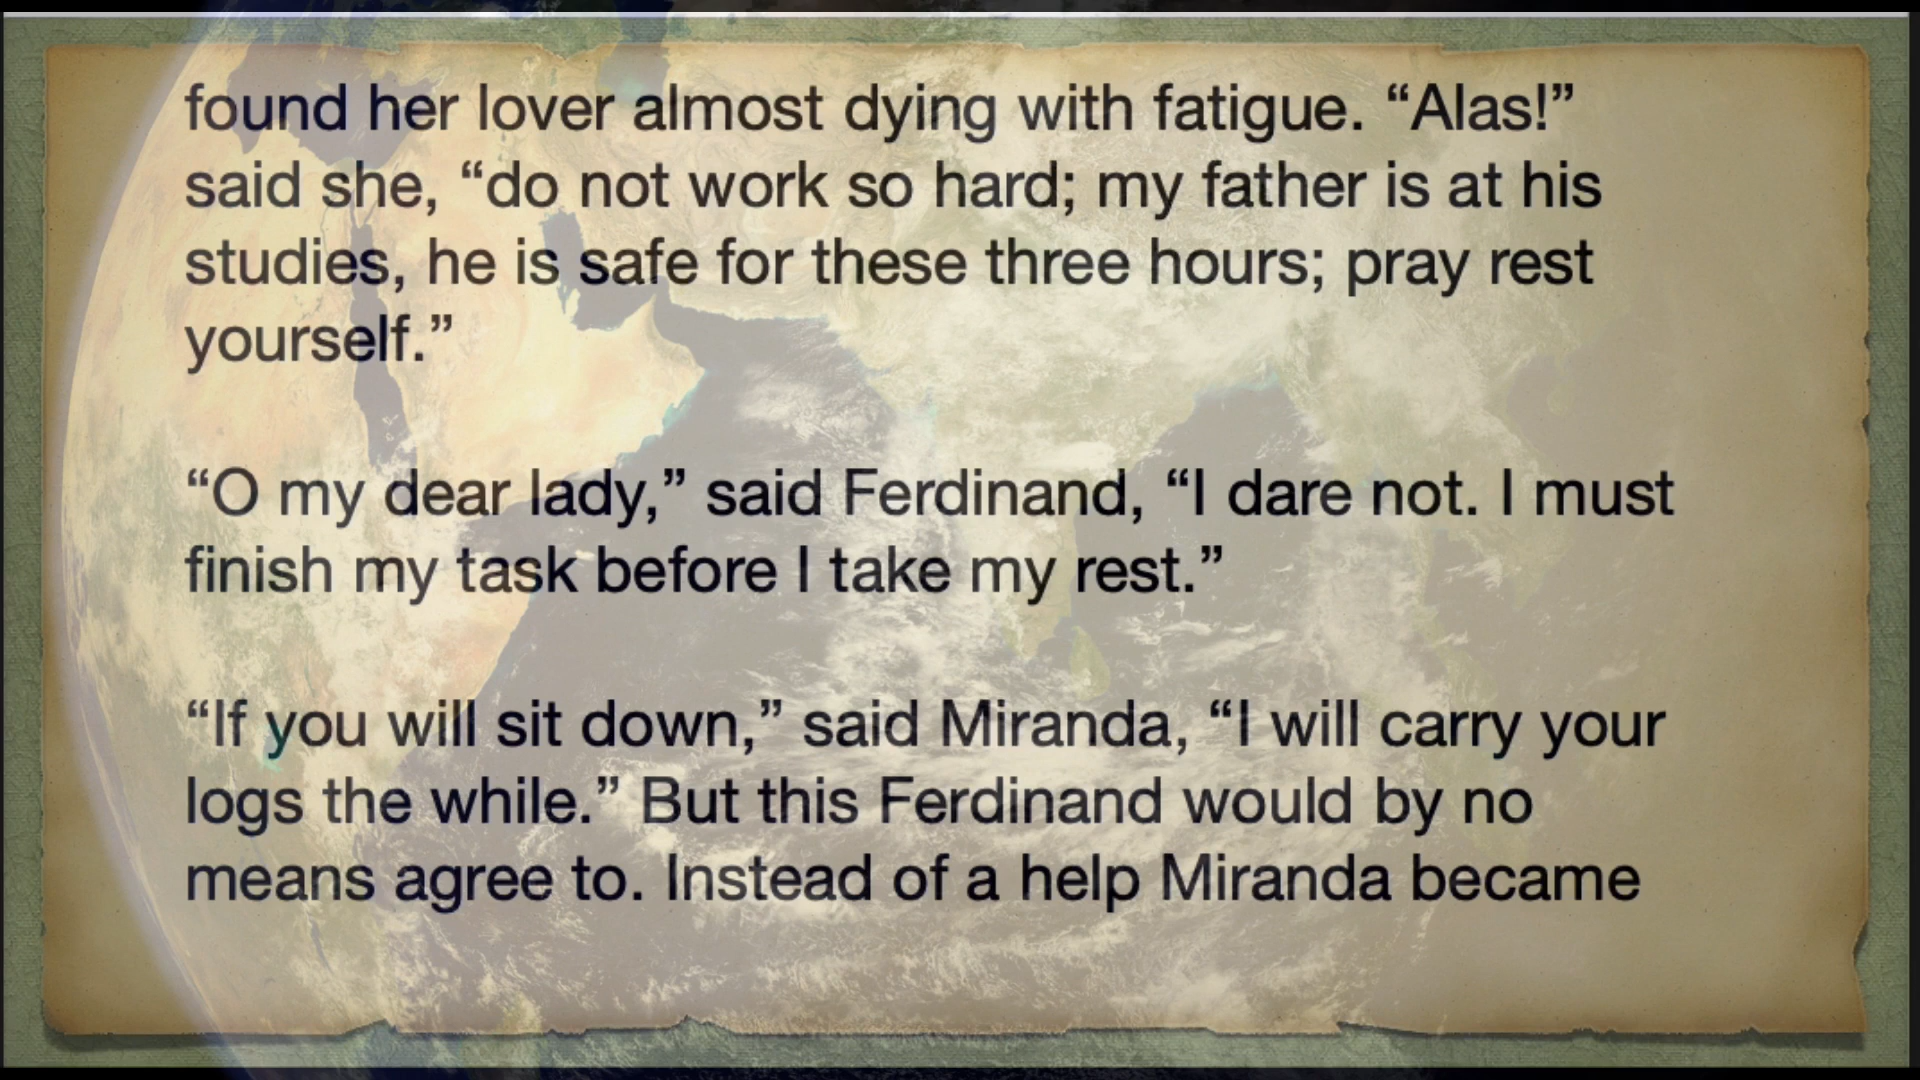 found her lover almost dying with fatigue. “Alas!”
said she, “do not work so hard; my father is at his
studies, he is safe for these three hours; pray rest
yourself.”
“O my dear lady,” said Ferdinand, “I dare not. I must
finish my task before I take my rest.”
“If you will sit down,” said Miranda, “I will carry your
logs the while.” But this Ferdinand would by no
means agree to. Instead of a help Miranda became